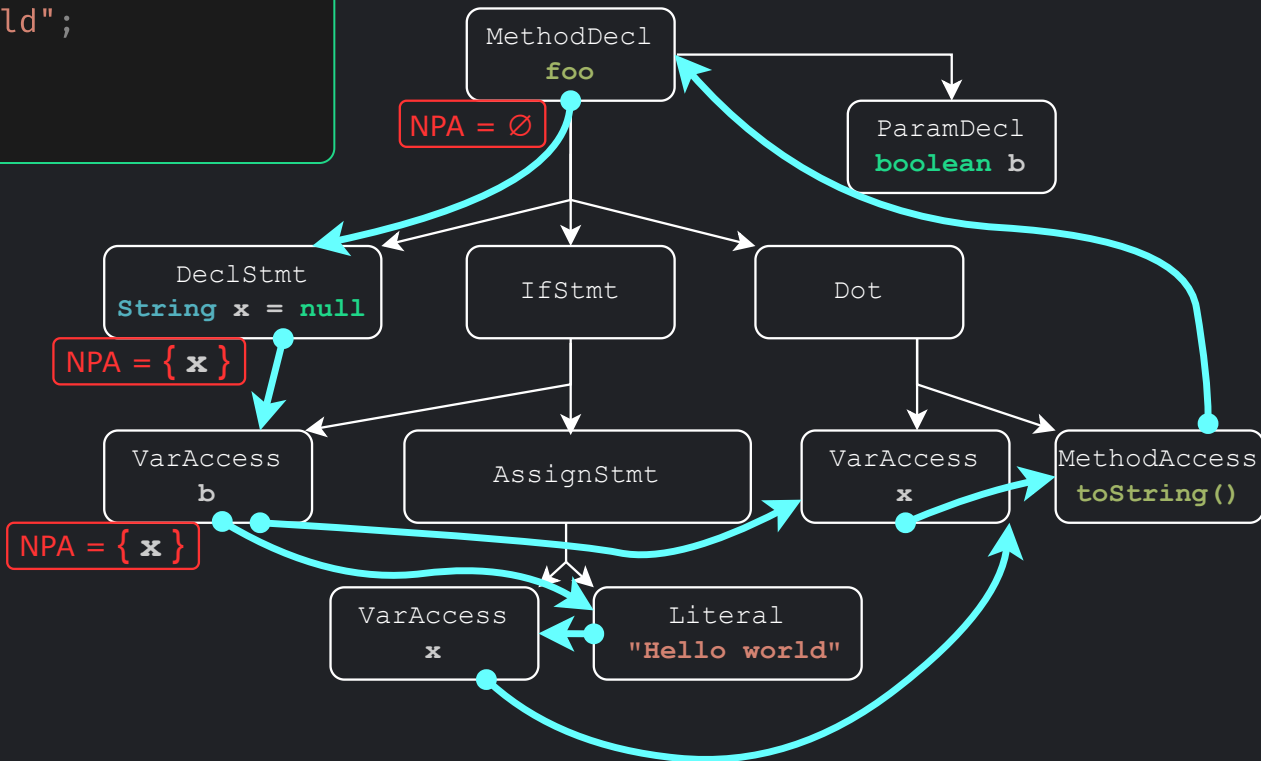 ld";
MethodDecl
foo
NPA = ∅
ParamDecl
boolean b
DeclStmt
String x = null
IfStmt
Dot
NPA = { x }
VarAccess
b
AssignStmt
VarAccess
x
MethodAccess
toString()
NPA = { x }
VarAccess
x
Literal
"Hello world"